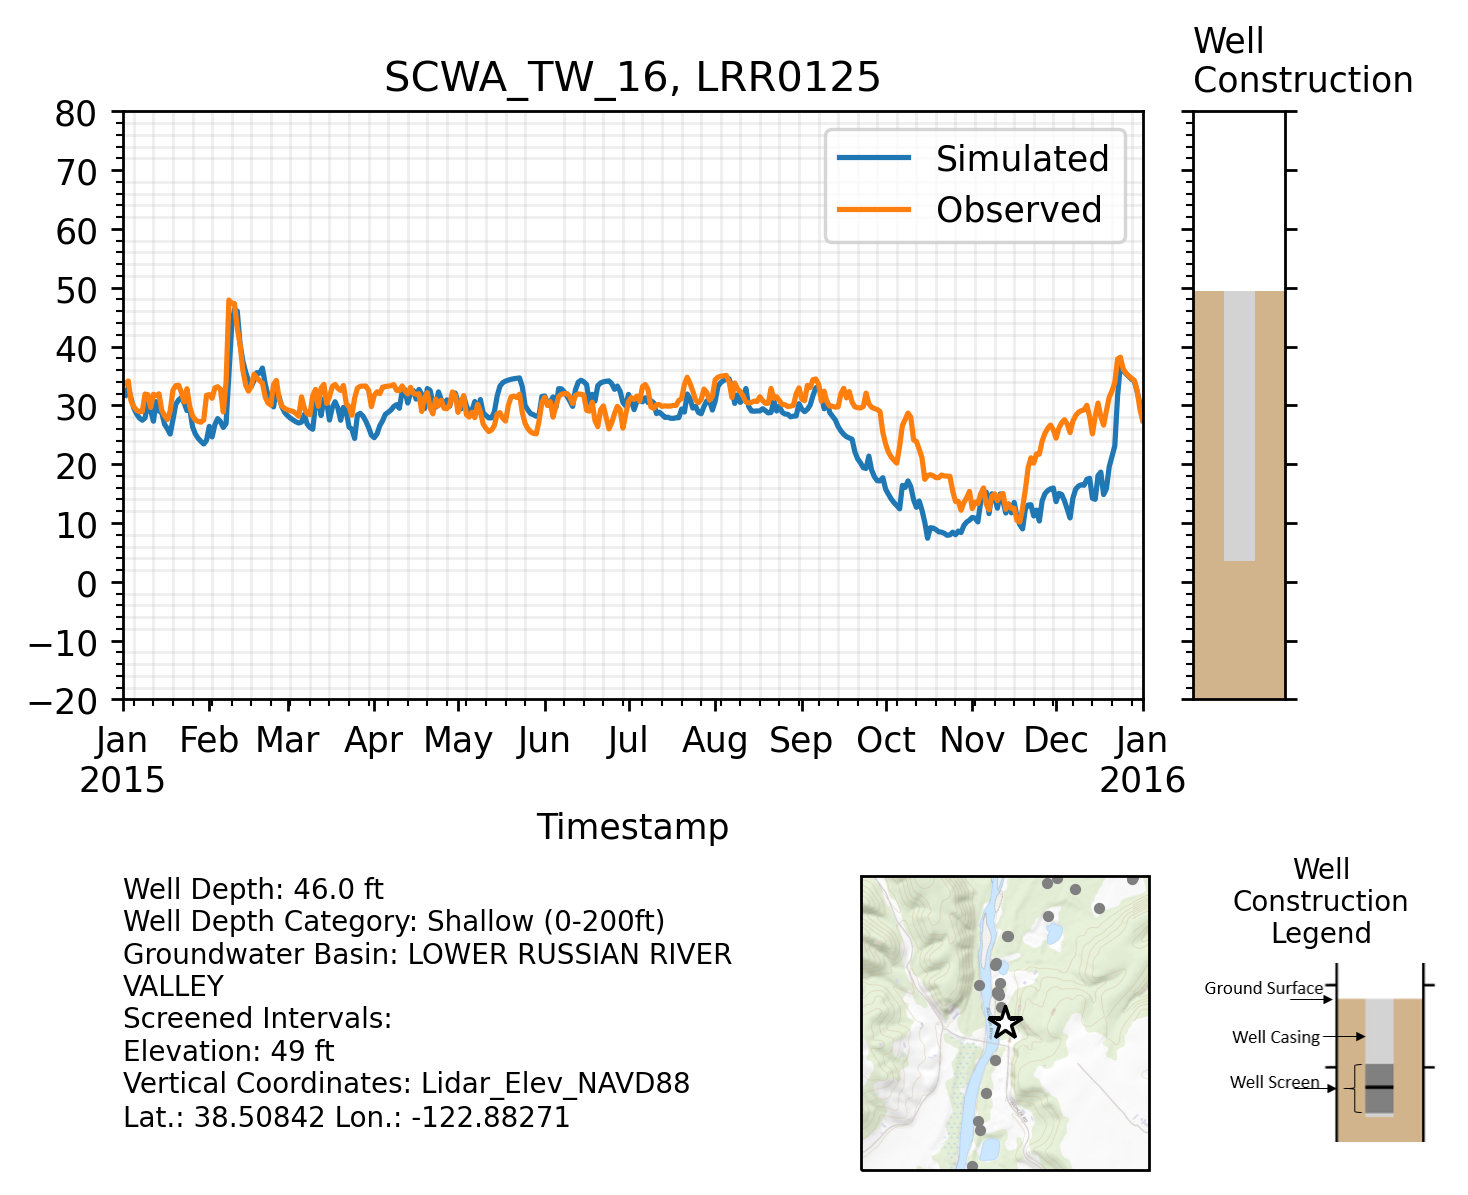 Well
Construction
SCWA_TW_16, LRR0125
80
70
60
50
40
30
20
10
0
−10
−20
Simulated
Observed
Jan Feb Mar Apr May Jun Jul Aug Sep Oct Nov Dec Jan
2015 2016
Timestamp
Well Depth: 46.0 ft
Well Depth Category: Shallow (0-200ft)
Groundwater Basin: LOWER RUSSIAN RIVER
VALLEY
Screened Intervals:
Elevation: 49 ft
Vertical Coordinates: Lidar_Elev_NAVD88
Lat.: 38.50842 Lon.: -122.88271
Well
Construction
Legend
Ground Surface
Well Casing
Well Screen